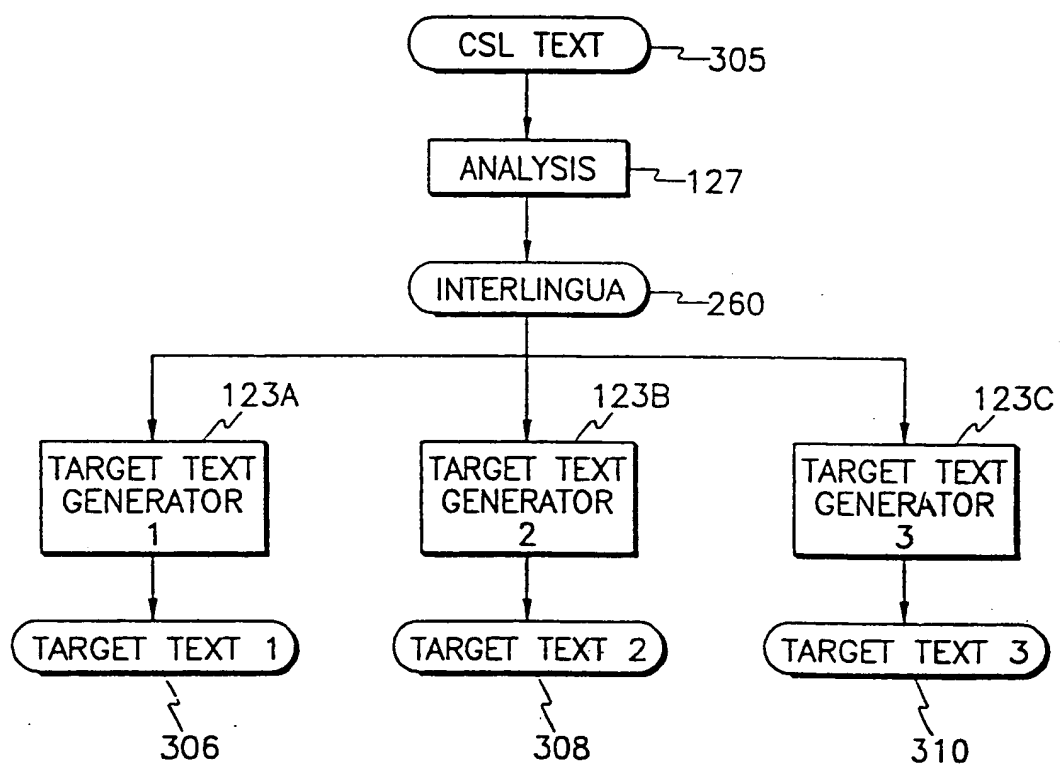 CSL TEXT
305
ANALYSIS
127
INTERLINGUA
260
123A
123B
123C
TARGET TEXT
GENERATOR
1
TARGET TEXT
GENERATOR
2
TARGET TEXT
GENERATOR
3
TARGET TEXT 1
TARGET TEXT 2
TARGET TEXT 3
306
308
310